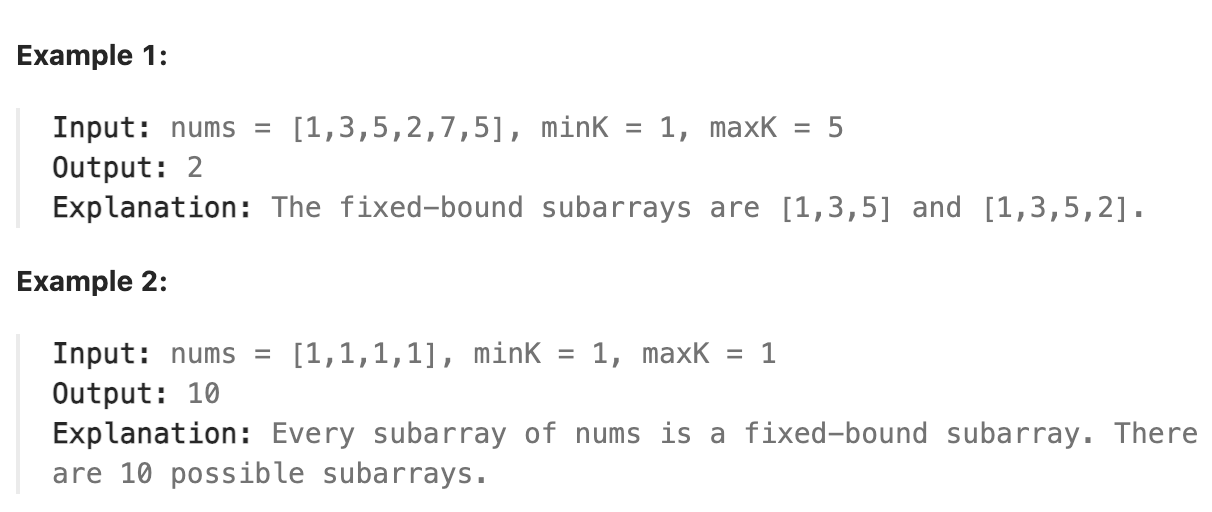 Example 1:
Input: nums = [1,3,5,2,7,5], minK = 1, maxK = 5
Output: 2
Explanation: The fixed-bound subarrays are [1,3,5] and [1,3,5,2].
Example 2:
Input: nums = [1,1,1,1], minK = 1, maxK = 1
Output: 10
Explanation: Every subarray of nums is a fixed-bound subarray. There
are 10 possible subarrays.